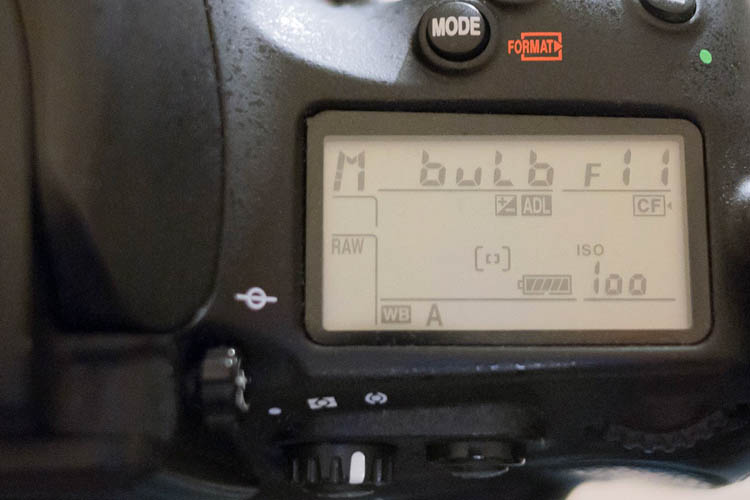 MODE
FORMAT
M bulb F11
ADL CF
RAW
ISO
100
WB A